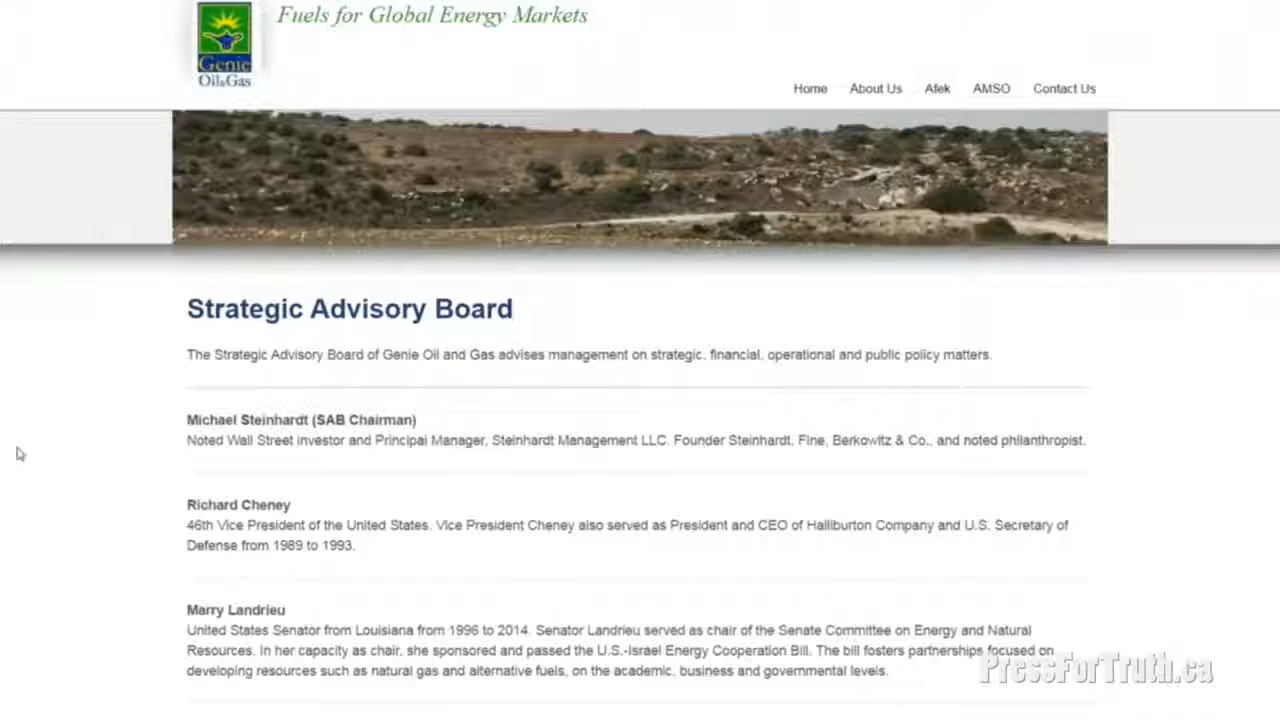 Fuels for Global Energy Markets
Genie
Oil&Gas
Home About Us Afek AMSO Contact Us
Strategic Advisory Board
The Strategic Advisory Board of Genie Oil and Gas advises management on strategic, financial, operational and public policy matters.
Michael Steinhardt (SAB Chairman)
Noted Wall Street investor and Principal Manager, Steinhardt Management LLC. Founder Steinhardt, Fine, Berkowitz & Co., and noted philanthropist.
Richard Cheney
46th Vice President of the United States. Vice President Cheney also served as President and CEO of Halliburton Company and U.S. Secretary of
Defense from 1989 to 1993.
Marry Landrieu
United States Senator from Louisiana from 1996 to 2014. Senator Landrieu served as chair of the Senate Committee on Energy and Natural
Resources. In her capacity as chair, she sponsored and passed the U.S.-Israel Energy Cooperation Bill. The bill fosters partnerships focused on
developing resources such as natural gas and alternative fuels, on the academic, business and governmental levels.
PressForTruth.ca